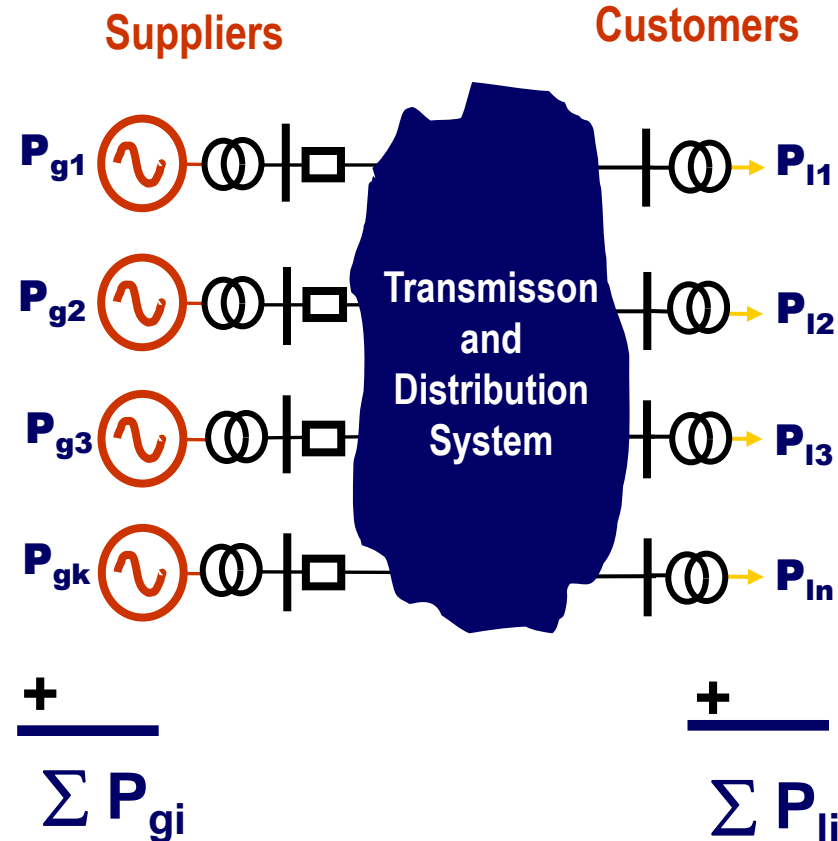 Suppliers Customers
Pg1 Pl1
Pg2 Pl2
Pg3 Pl3
Pgk Pln
Transmisson
and
Distribution
System
+ +
∑ Pgi ∑ Pli